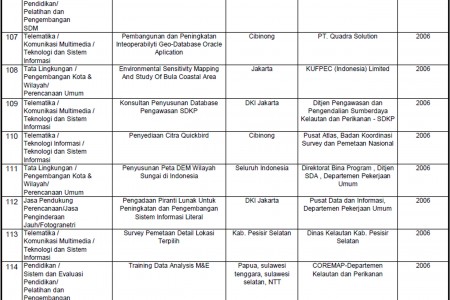 Pendidikan/
Pelatihan dan
Pengembangan
SDM
107 Telematika / Pembangunan dan Peningkatan Cibinong PT. Quadra Solution 2006
Komunikasi Multimedia / Inteoperabilyti Geo-Database Oracle
Teknologi dan Sistem Aplication
Informasi
108 Tata Lingkungan / Environmental Sensitivity Mapping Jakarta KUFPEC (Indonesia) Limited 2006
Pengembangan Kota & And Study Of Bula Coastal Area
Wilayah/
Perencanaan Umum
109 Telematika / Konsultan Penyusunan Database DKI Jakarta Ditjen Pengawasan dan 2006
Komunikasi Multimedia / Pengawasan SDKP Pengendalian Sumberdaya
Teknologi dan Sistem Kelautan dan Perikanan - SDKP
Informasi
110 Telematika / Penyediaan Citra Quickbird Cibinong Pusat Atlas, Badan Koordinasi 2006
Teknologi Informasi / Survey dan Pemetaan Nasional
Teknologi dan Sistem
Informasi
111 Tata Lingkungan / Penyusunan Peta DEM Wilayah Seluruh Indonesia Direktorat Bina Program , Ditjen 2006
Pengembangan Kota & Sungai di Indonesia SDA , Departemen Pekerjaan
Wilayah/ Umum
Perencanaan Umum
112 Jasa Pendukung Pengadaan Piranti Lunak Untuk DKI Jakarta Pusat Data dan Informasi, 2006
Perencanaan/Jasa Peningkatan dan Pengembangan Departemen Pekerjaan Umum
Penginderaan Sistem Informasi Literal
Jauh/Fotogranetri
113 Telematika / Survey Pemetaan Detail Lokasi Kab. Pesisir Selatan Dinas Kelautan Kab. Pesisir 2006
Komunikasi Multimedia / Terpilih Selatan
Teknologi dan Sistem
Informasi
114 Pendidikan / Training Data Analysis M&E Papua, sulawesi COREMAP-Departemen 2006
Sistem dan Evaluasi tenggara, sulawesi Kelautan dan Perikanan
Pendidikan/ selatan, NTT
Pelatihan dan
Pengembangan